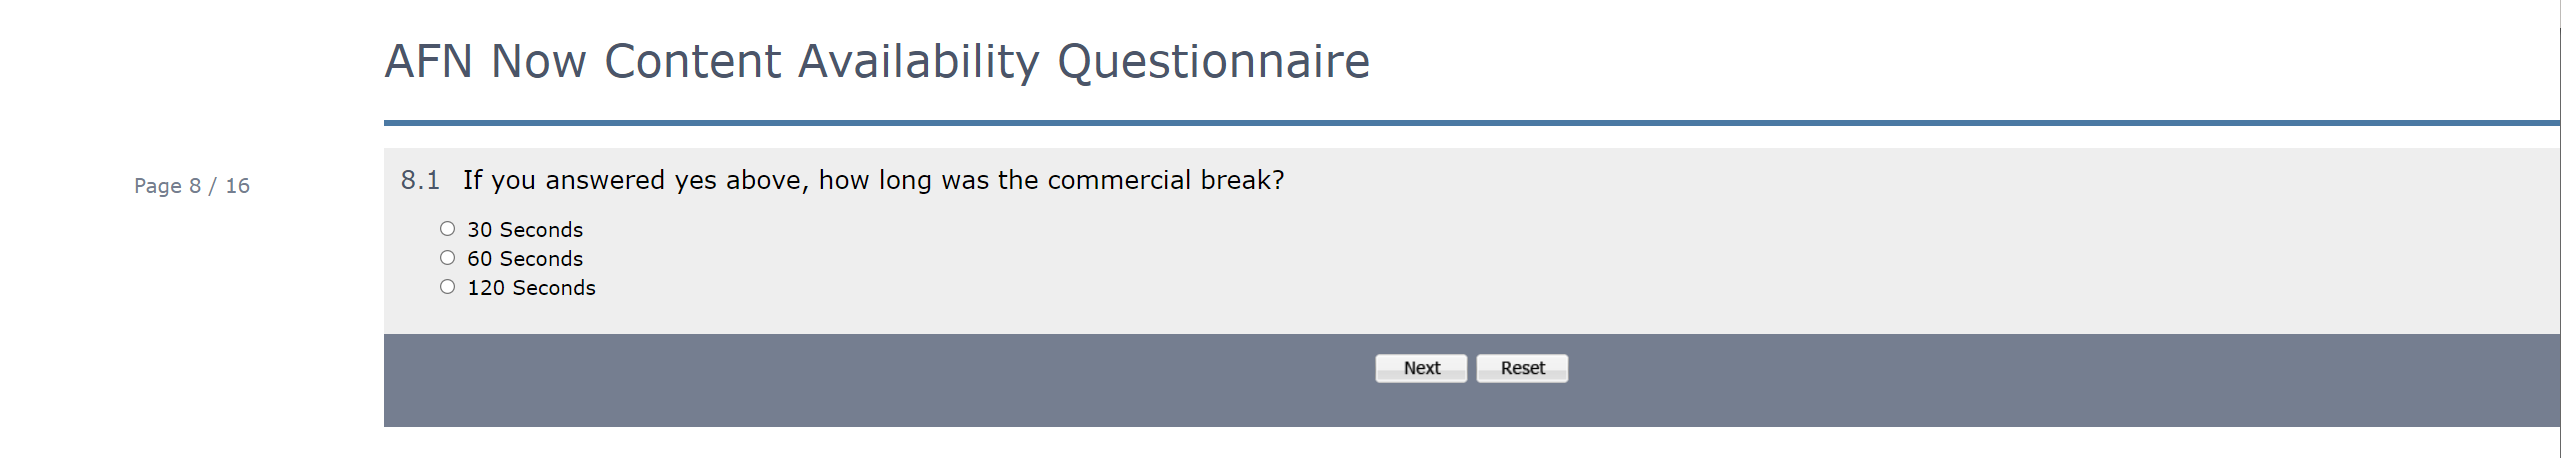 AFN Now Content Availability Questionnaire
Page 8 / 16
8.1 If you answered yes above, how long was the commercial break?
30 Seconds
60 Seconds
120 Seconds
Next Reset